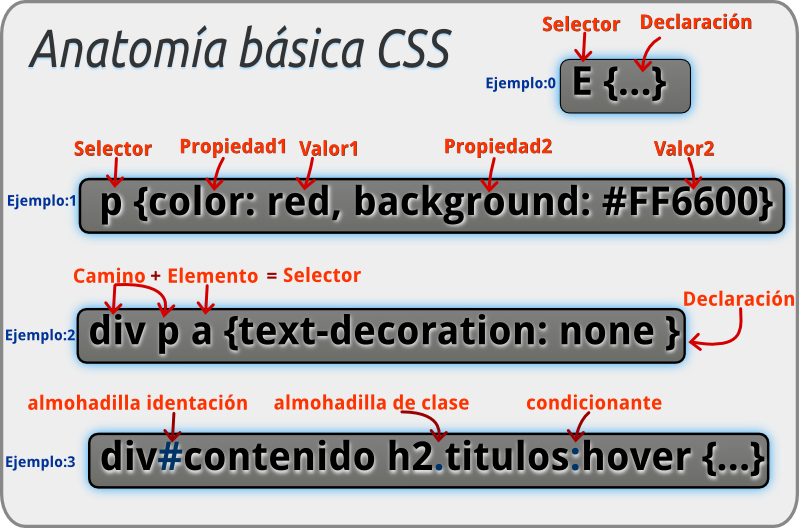 Anatomía básica CSS
Selector Declaración
Ejemplo:0 E {...}
Selector Propiedad1 Valor1 Propiedad2 Valor2
Ejemplo:1 p {color: red, background: #FF6600}
Camino + Elemento = Selector
Declaración
Ejemplo:2 div p a {text-decoration: none }
almohadilla identación almohadilla de clase condicionante
Ejemplo:3 div#contenido h2.titulos:hover {...}